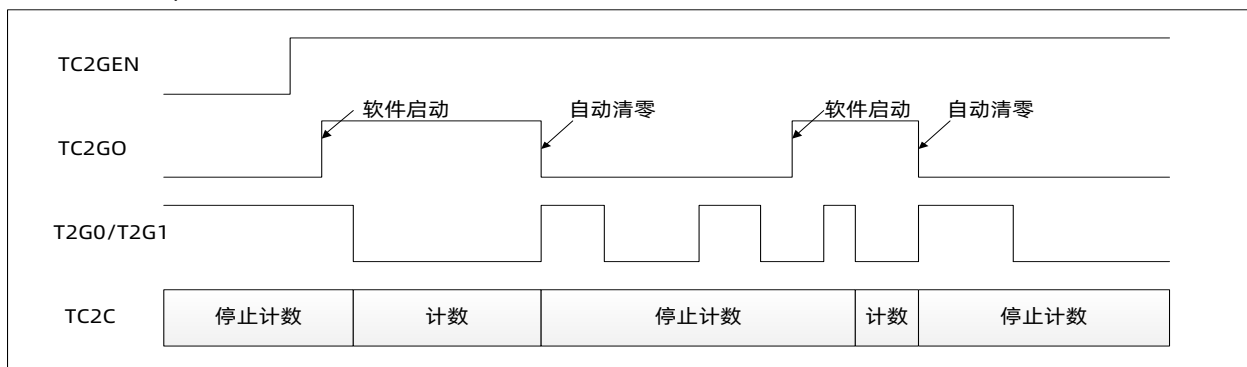 TC2GEN
软件启动 自动清零 软件启动 自动清零
TC2GO
T2G0/T2G1
TC2C 停止计数 计数 停止计数 计数 停止计数